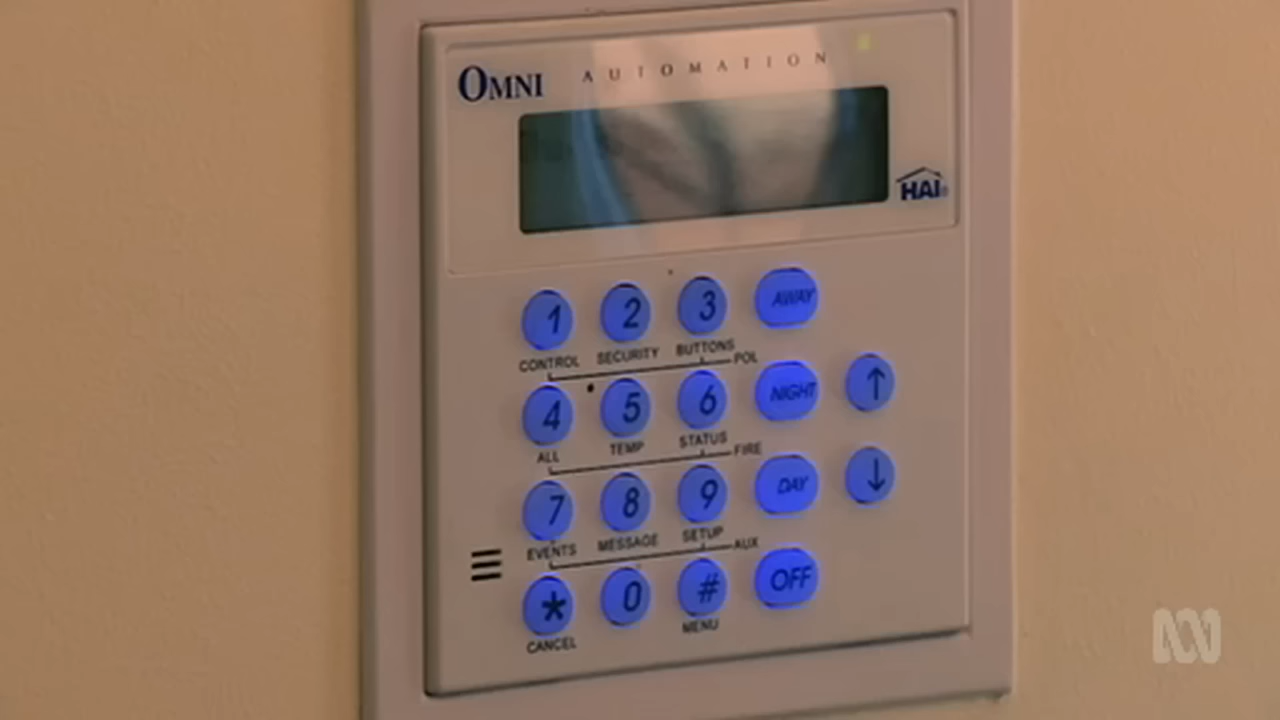 OMNI AUTOMATION
HAI
1 2 3 AWAY
CONTROL SECURITY BUTTONS POL
4 5 6 NIGHT ↑
ALL TEMP STATUS FIRE
7 8 9 DAY ↓
EVENTS MESSAGE SETUP AUX
* 0 # OFF
CANCEL MENU